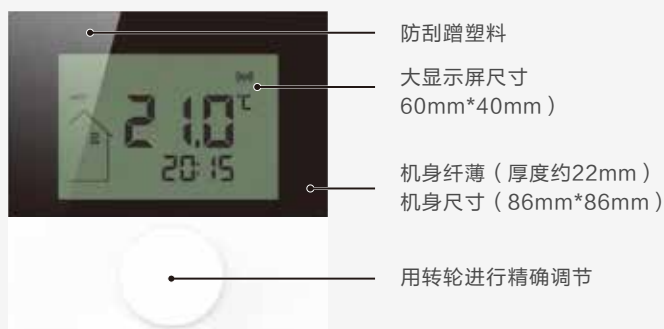 防刮蹭塑料
大显示屏尺寸
60mm*40mm）
21.0℃
20:15
机身纤薄（厚度约22mm）
机身尺寸（86mm*86mm）
用转轮进行精确调节